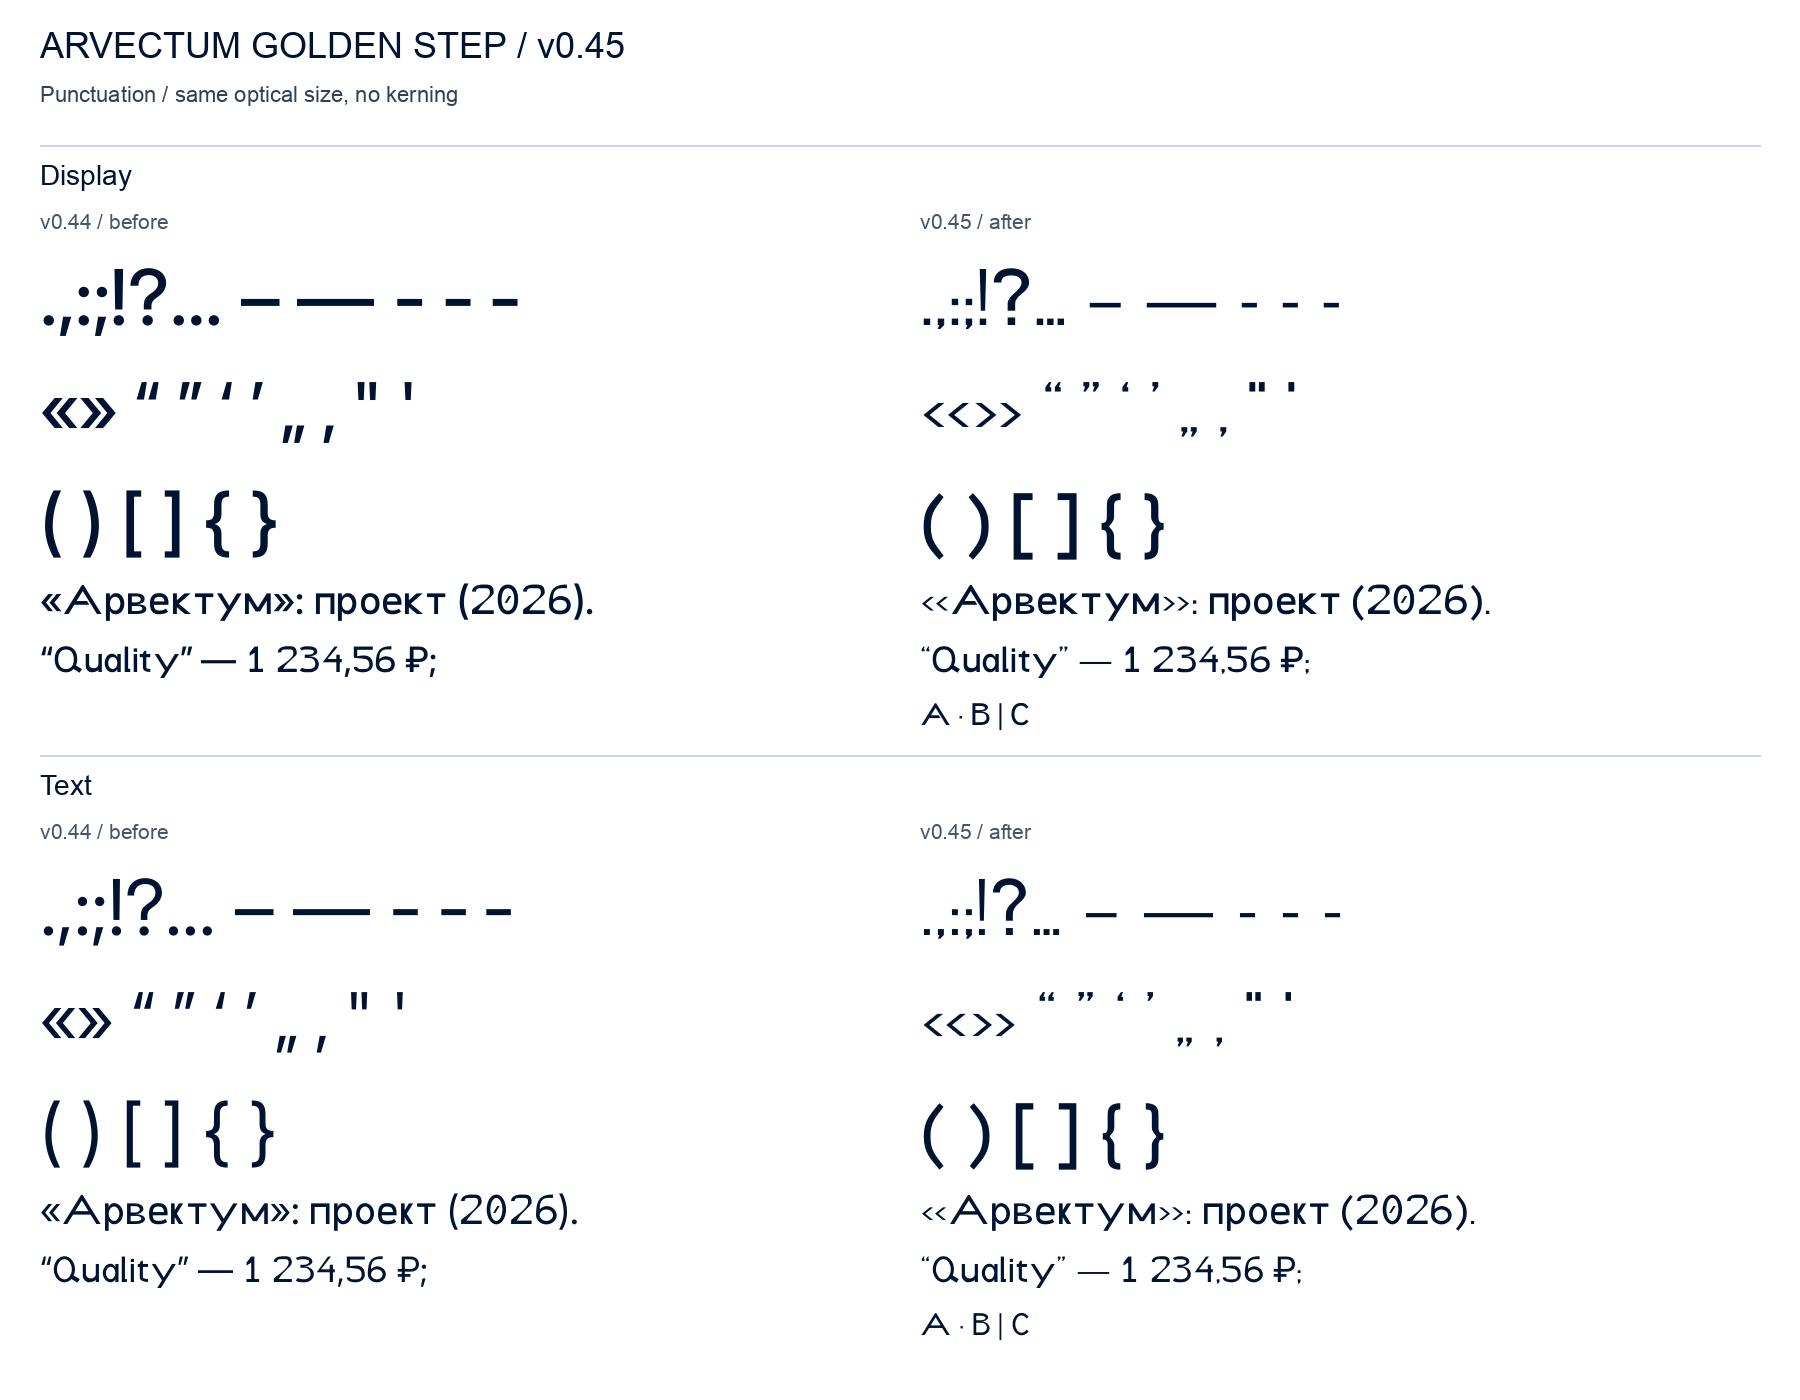 ARVECTUM GOLDEN STEP / v0.45
Punctuation / same optical size, no kerning
Display
v0.44 / before
.,:;!?… – — - - -
«» “ ” ‘ ’ „ ‚ " '
( ) [ ] { }
«Арвектум»: проект (2026).
“Quality” — 1 234,56 ₽;
v0.45 / after
.,:;!?… – — - - -
«» “ ” ‘ ’ „ ‚ " '
( ) [ ] { }
«Арвектум»: проект (2026).
“Quality” — 1 234,56 ₽;
A · B | C
Text
v0.44 / before
.,:;!?… – — - - -
«» “ ” ‘ ’ „ ‚ " '
( ) [ ] { }
«Арвектум»: проект (2026).
“Quality” — 1 234,56 ₽;
v0.45 / after
.,:;!?… – — - - -
«» “ ” ‘ ’ „ ‚ " '
( ) [ ] { }
«Арвектум»: проект (2026).
“Quality” — 1 234,56 ₽;
A · B | C